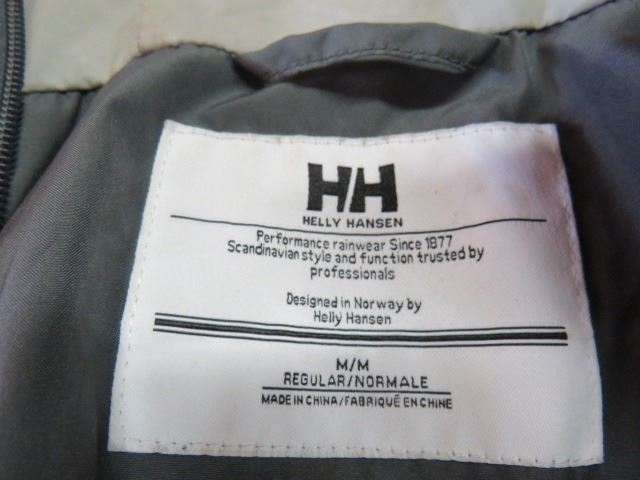 H/H
HELLY HANSEN
Performance rainwear Since 1877
Scandinavian style and function trusted by
professionals
Designed in Norway by
Helly Hansen
M/M
REGULAR/NORMALE
MADE IN CHINA/FABRIQUÉ EN CHINE